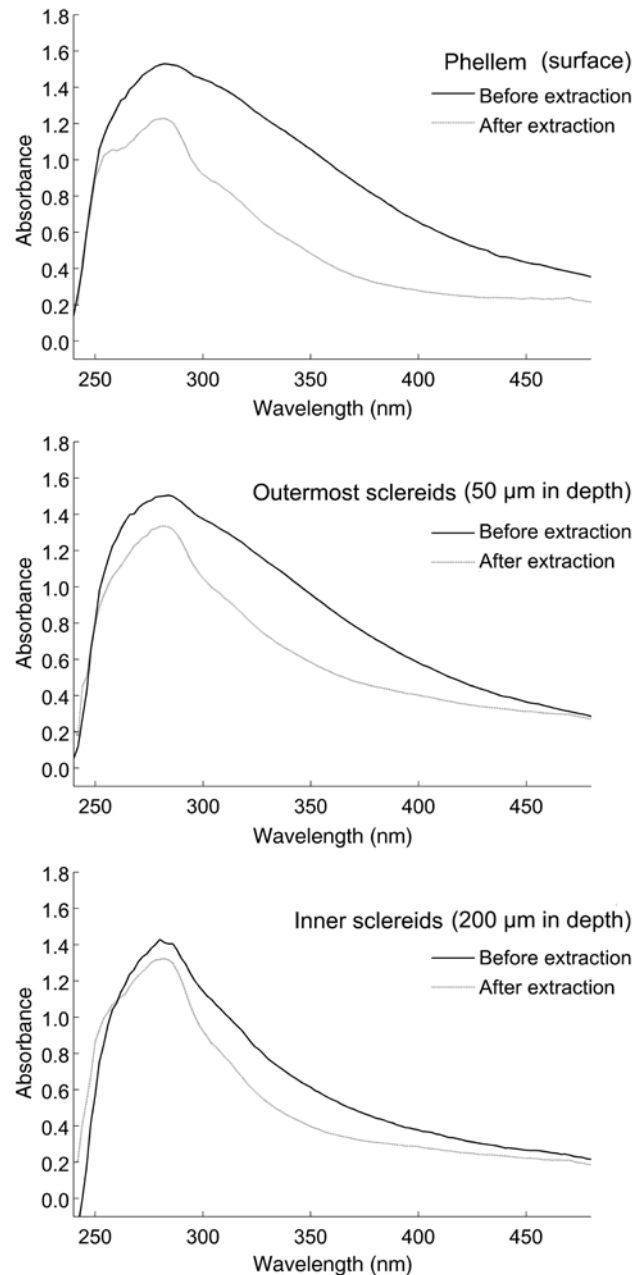 1.8
Phellem (surface)
1.6
Before extraction
1.4
After extraction
1.2
Absorbance
1.0
0.8
0.6
0.4
0.2
0.0
250 300 350 400 450
Wavelength (nm)
1.8
1.6
Outermost sclereids (50 μm in depth)
1.4
Before extraction
1.2
After extraction
Absorbance
1.0
0.8
0.6
0.4
0.2
0.0
250 300 350 400 450
Wavelength (nm)
1.8
1.6
Inner sclereids (200 μm in depth)
1.4
Before extraction
1.2
After extraction
Absorbance
1.0
0.8
0.6
0.4
0.2
0.0
250 300 350 400 450
Wavelength (nm)